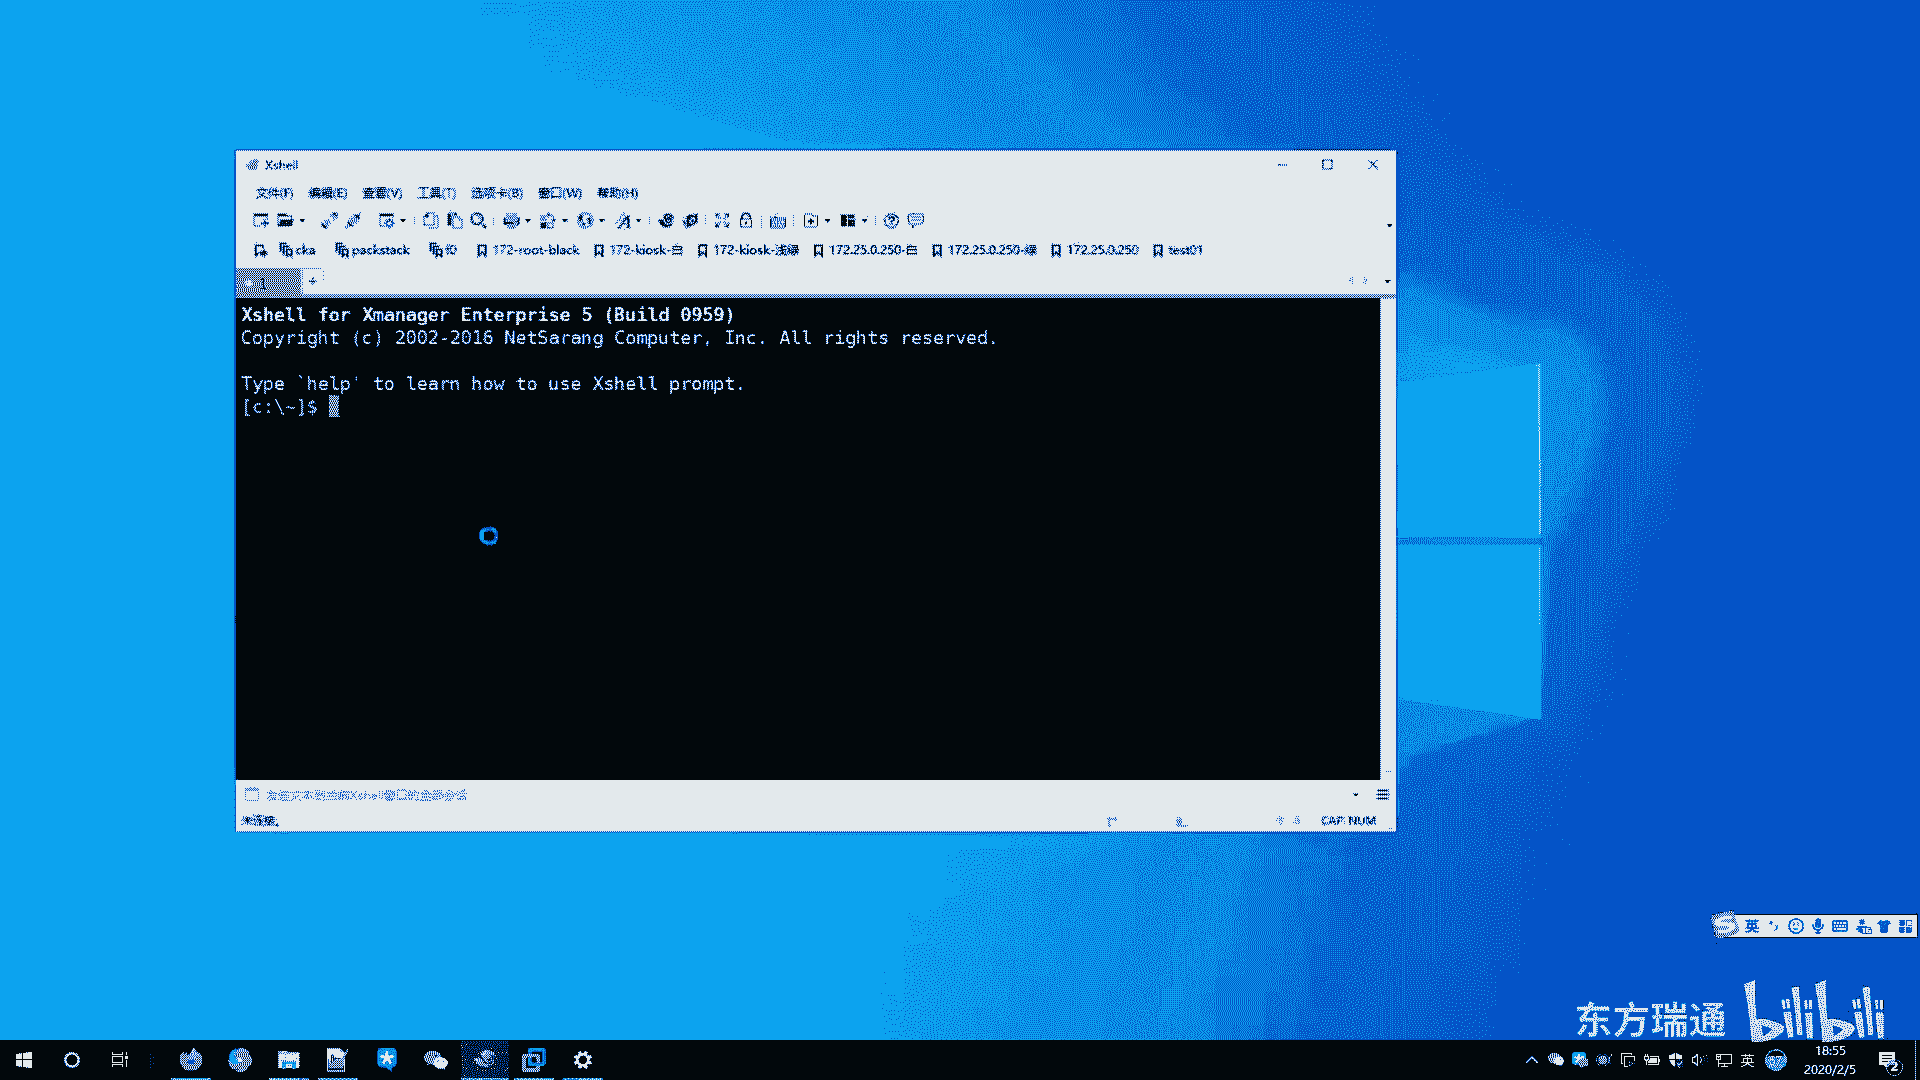 Xshell
文件(F) 编辑(E) 查看(V) 工具(T) 选项卡(B) 窗口(W) 帮助(H)
cka packstack 172-root-black 172-kiosk-白 172-kiosk-浅绿 172.25.0.250-白 172.25.0.250-绿 172.25.0.250 test01
1
Xshell for Xmanager Enterprise 5 (Build 0959)
Copyright (c) 2002-2016 NetSarang Computer, Inc. All rights reserved.
Type `help' to learn how to use Xshell prompt.
[c:\~]$
未连接。 CAP NUM
英
东方瑞通 bilibili
英 18:55
2020/2/5 2